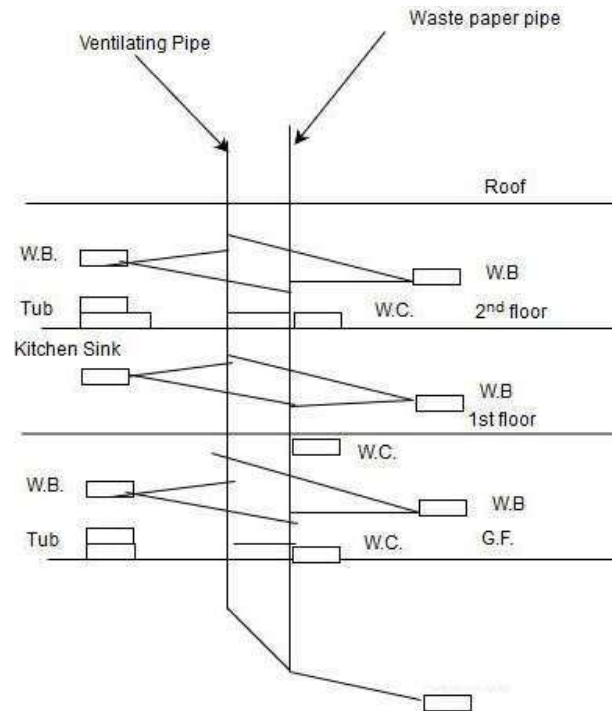 Waste paper pipe
Ventilating Pipe
Roof
W.B.
W.B
Tub
W.C.
2nd floor
Kitchen Sink
W.B
1st floor
W.C.
W.B.
W.B
Tub
W.C.
G.F.